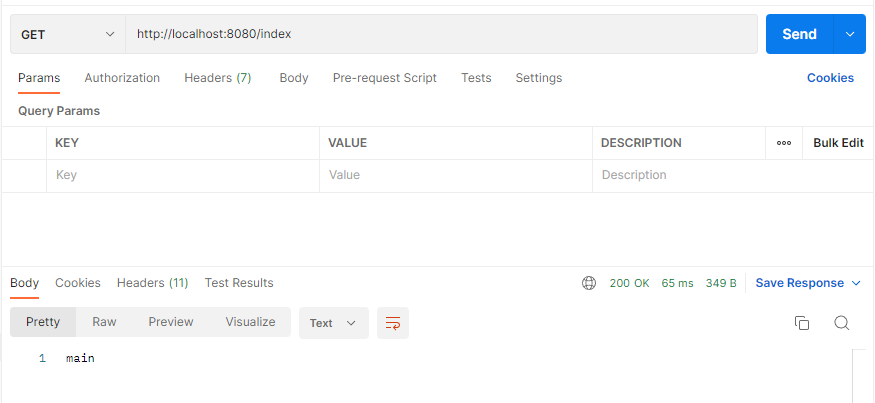 GET http://localhost:8080/index Send
Params Authorization Headers (7) Body Pre-request Script Tests Settings Cookies
Query Params
KEY VALUE DESCRIPTION ooo Bulk Edit
Key Value Description
Body Cookies Headers (11) Test Results 200 OK 65 ms 349 B Save Response
Pretty Raw Preview Visualize Text
1 main